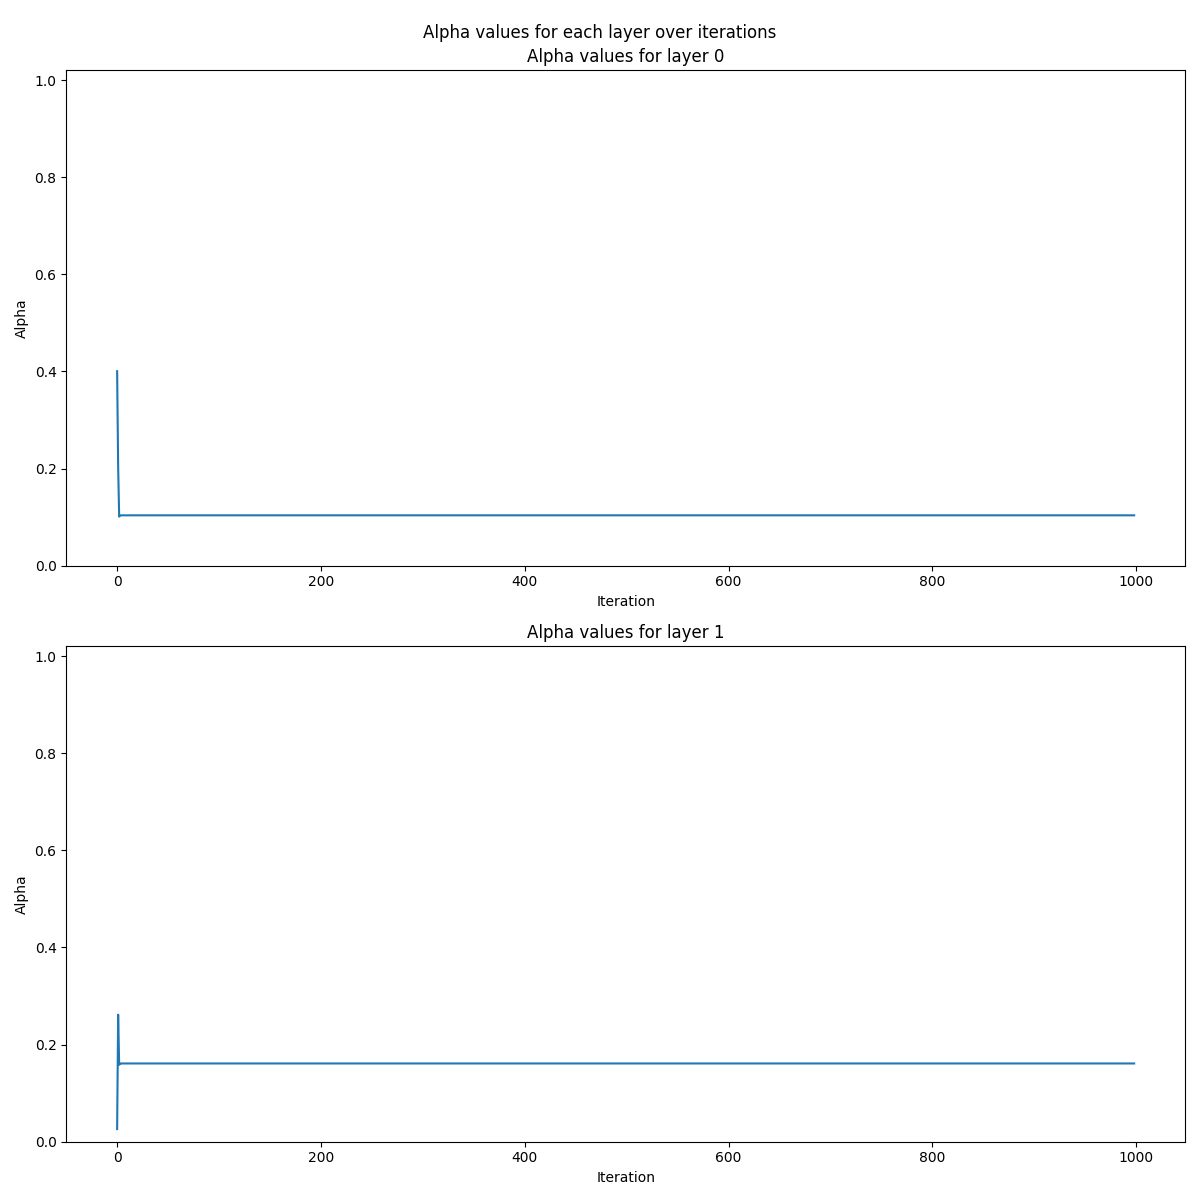 Alpha values for each layer over iterations
Alpha values for layer 0
1.0
0.8
0.6
0.4
0.2
0.0
Alpha
0 200 400 600 800 1000
Iteration
Alpha values for layer 1
1.0
0.8
0.6
0.4
0.2
0.0
Alpha
0 200 400 600 800 1000
Iteration